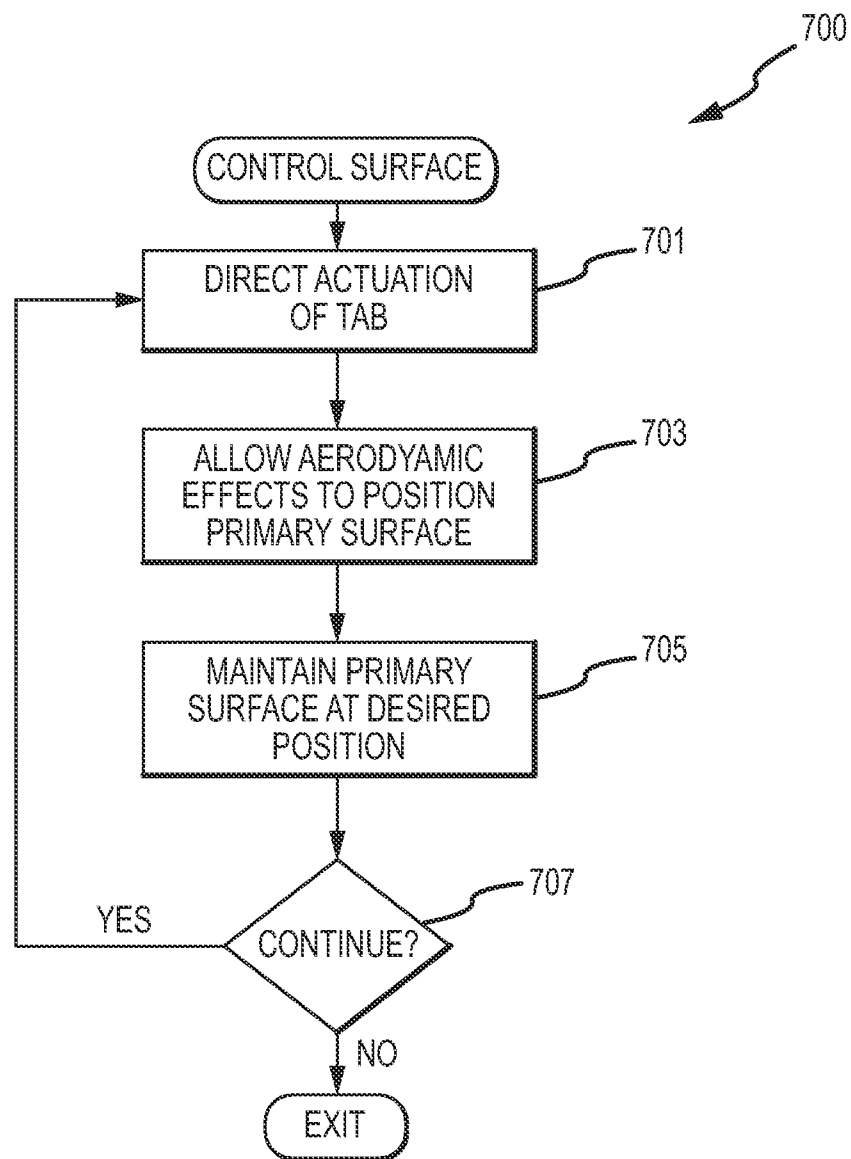 700
CONTROL SURFACE
701
DIRECT ACTUATION
OF TAB
703
ALLOW AERODYAMIC
EFFECTS TO POSITION
PRIMARY SURFACE
705
MAINTAIN PRIMARY
SURFACE AT DESIRED
POSITION
707
YES
CONTINUE?
NO
EXIT